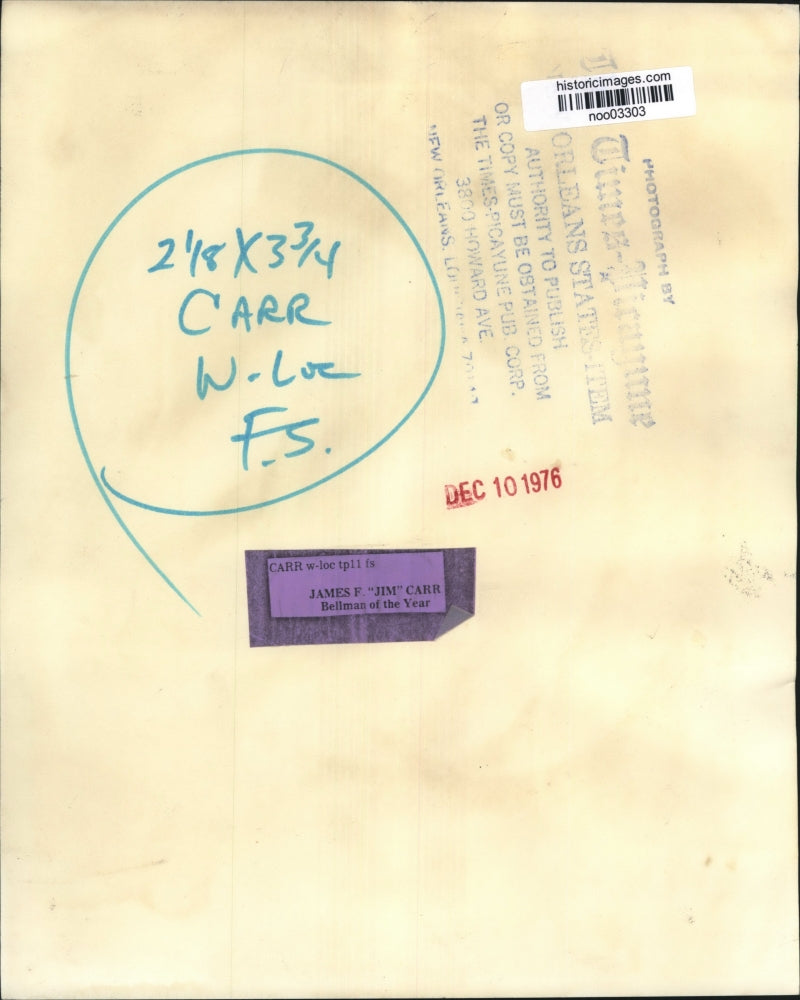 historicimages.com
noo03303
PHOTOGRAPH BY
Times-Picayune
ORLEANS STATES-ITEM
AUTHORITY TO PUBLISH
OR COPY MUST BE OBTAINED FROM
THE TIMES-PICAYUNE PUB. CORP.
3800 HOWARD AVE.
NEW ORLEANS,
2 1/8 X 3 3/4
CARR
W-Loc
F.S.
DEC 10 1976
CARR w-loc tp11 fs
JAMES F. "JIM" CARR
Bellman of the Year